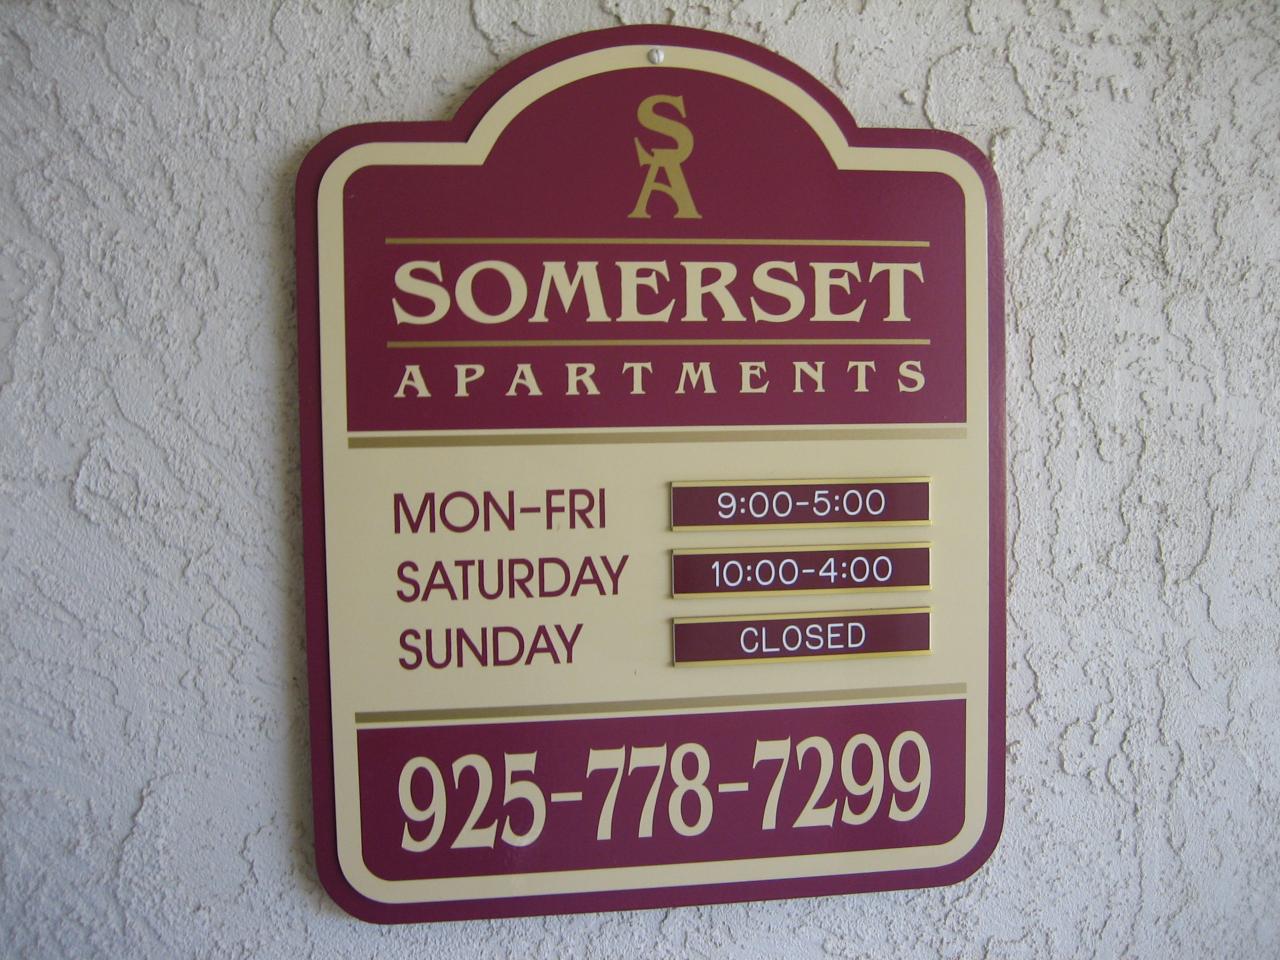 SA
SOMERSET
APARTMENTS
MON-FRI 9:00-5:00
SATURDAY 10:00-4:00
SUNDAY CLOSED
925-778-7299